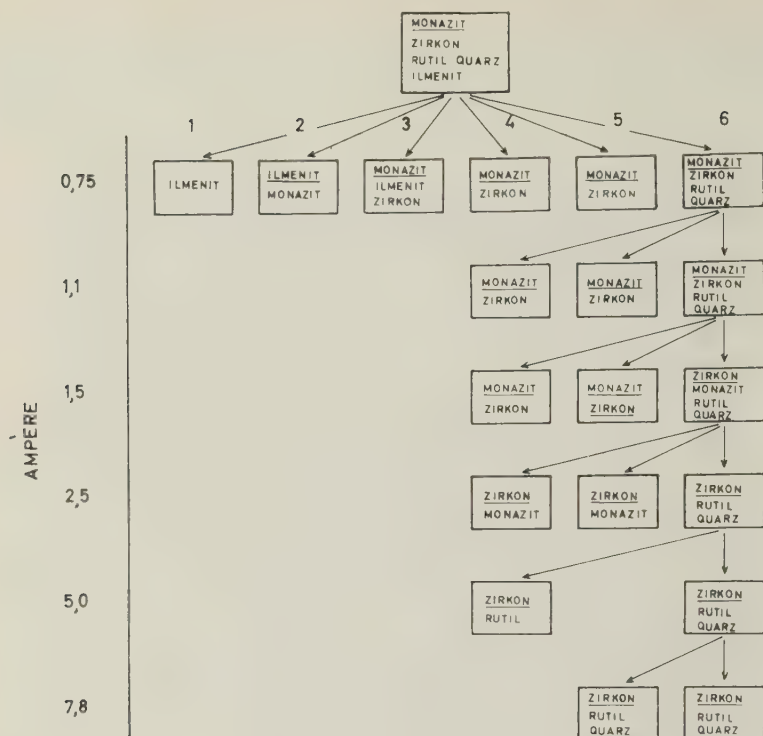 MONAZIT
ZIRKON
RUTIL QUARZ
ILMENIT
1 2 3 4 5 6
0,75
ILMENIT
ILMENIT
MONAZIT
MONAZIT
ILMENIT
ZIRKON
MONAZIT
ZIRKON
MONAZIT
ZIRKON
MONAZIT
ZIRKON
RUTIL
QUARZ
1,1
MONAZIT
ZIRKON
MONAZIT
ZIRKON
MONAZIT
ZIRKON
RUTIL
QUARZ
1,5
MONAZIT
ZIRKON
MONAZIT
ZIRKON
ZIRKON
MONAZIT
RUTIL
QUARZ
AMPÈRE
2,5
ZIRKON
MONAZIT
ZIRKON
MONAZIT
ZIRKON
RUTIL
QUARZ
5,0
ZIRKON
RUTIL
ZIRKON
RUTIL
QUARZ
7,8
ZIRKON
RUTIL
QUARZ
ZIRKON
RUTIL
QUARZ